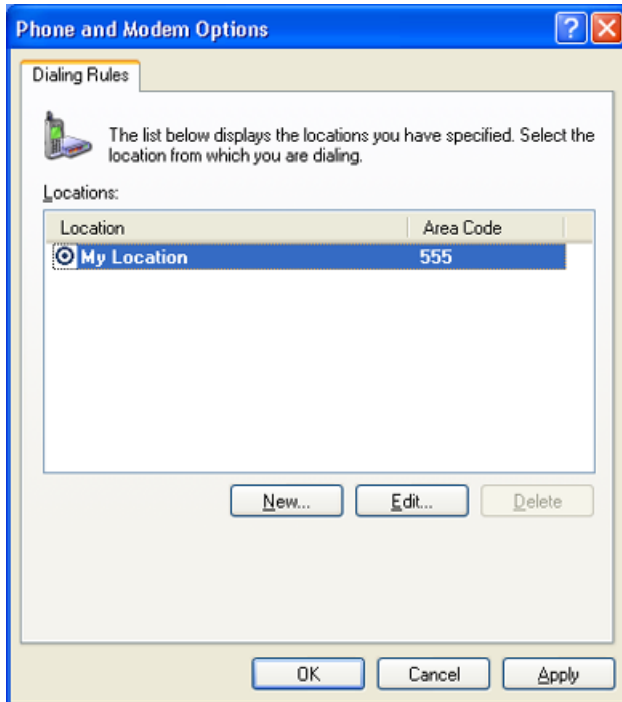 Phone and Modem Options
Dialing Rules
The list below displays the locations you have specified. Select the
location from which you are dialing.
Locations:
Location Area Code
My Location 555
New... Edit... Delete
OK Cancel Apply